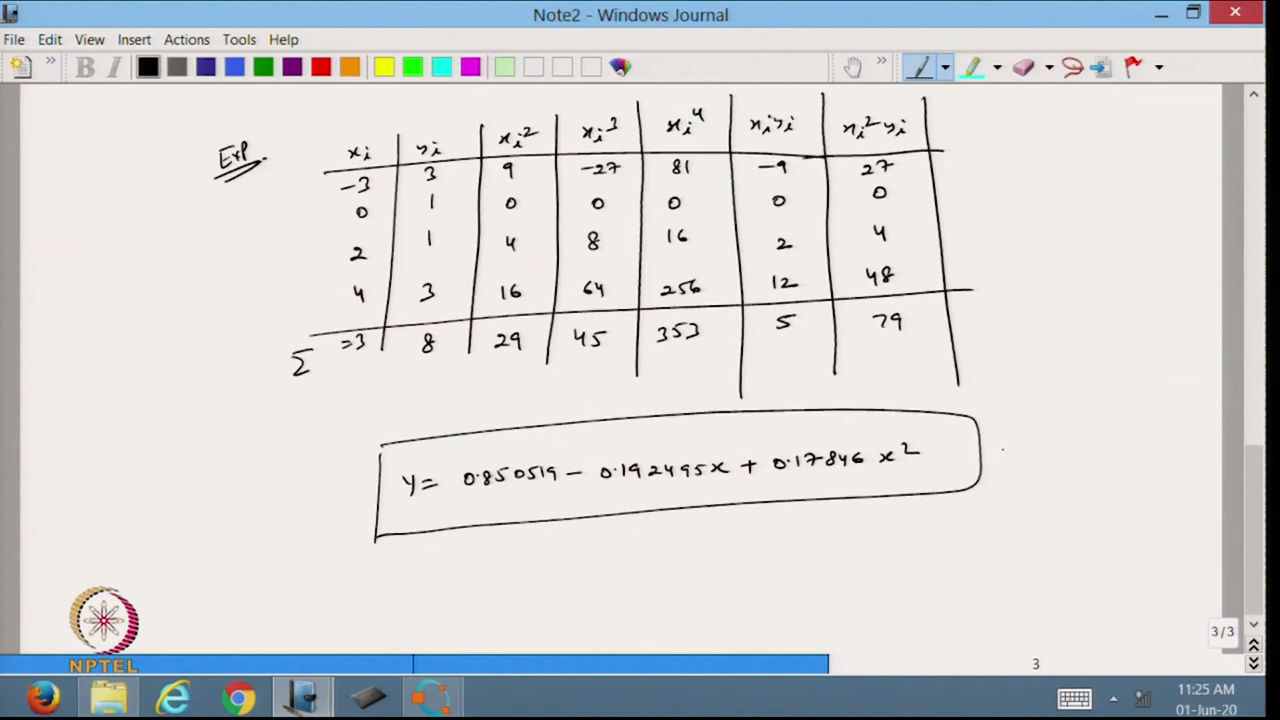 Note2 - Windows Journal
File Edit View Insert Actions Tools Help
Exp xi yi xi² xi³ xi⁴ xiyi xi²yi
-3 3 9 -27 81 -9 27
0 1 0 0 0 0 0
2 1 4 8 16 2 4
4 3 16 64 256 12 48
Σ =3 8 29 45 353 5 79
y = 0.850519 - 0.192495x + 0.17846 x²
3/3
NPTEL
3
11:25 AM
01-Jun-20